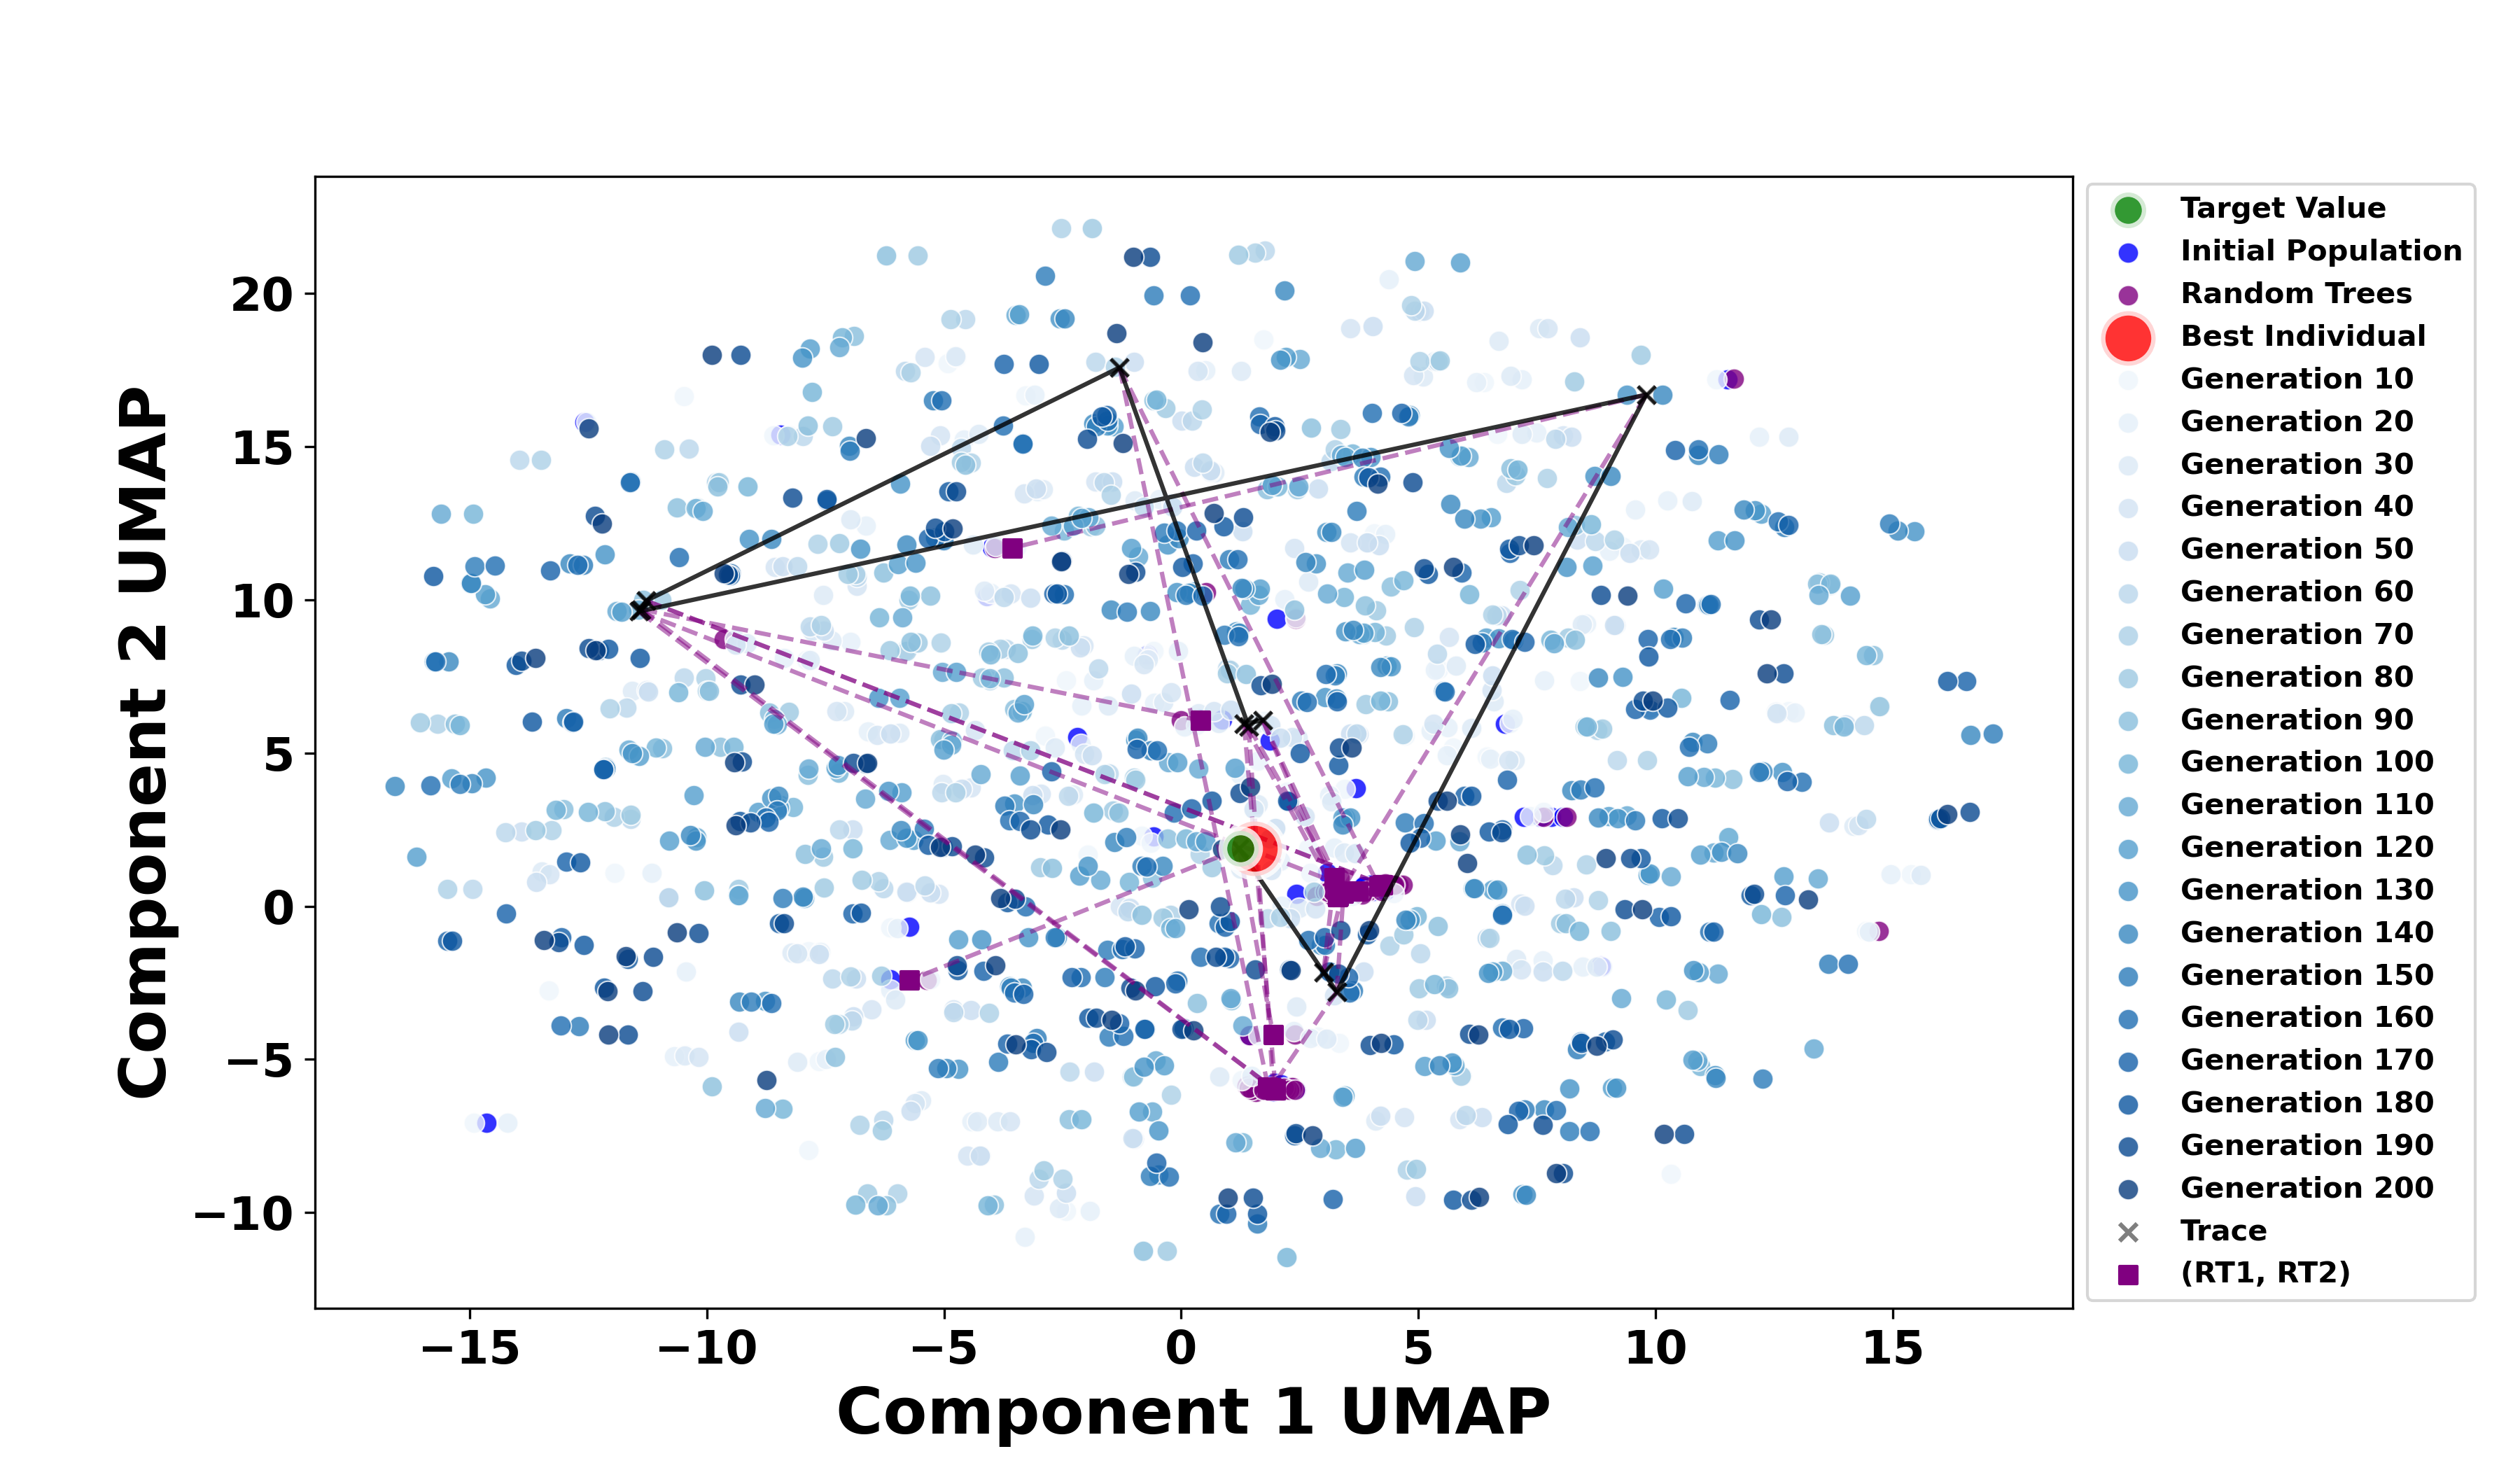 20
15
10
5
0
−5
−10
−15
−10
−5
0
5
10
15
Component 1 UMAP
Component 2 UMAP
Target Value
Initial Population
Random Trees
Best Individual
Generation 10
Generation 20
Generation 30
Generation 40
Generation 50
Generation 60
Generation 70
Generation 80
Generation 90
Generation 100
Generation 110
Generation 120
Generation 130
Generation 140
Generation 150
Generation 160
Generation 170
Generation 180
Generation 190
Generation 200
Trace
(RT1, RT2)